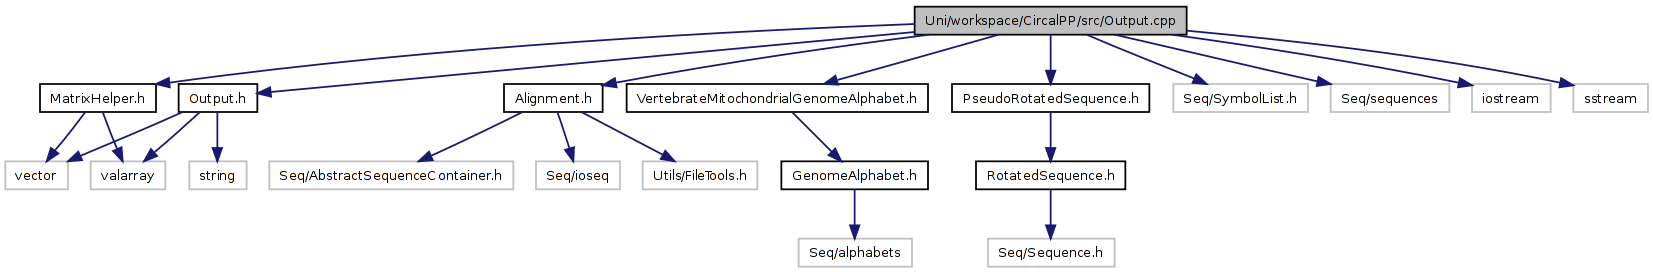 Uni/workspace/CircalPP/src/Output.cpp
MatrixHelper.h
Output.h
Alignment.h
VertebrateMitochondrialGenomeAlphabet.h
PseudoRotatedSequence.h
Seq/SymbolList.h
Seq/sequences
iostream
sstream
vector
valarray
string
Seq/AbstractSequenceContainer.h
Seq/ioseq
Utils/FileTools.h
GenomeAlphabet.h
RotatedSequence.h
Seq/alphabets
Seq/Sequence.h